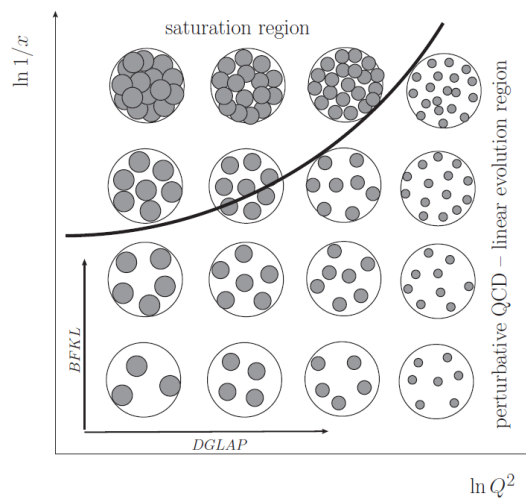 saturation region
ln 1/x
perturbative QCD – linear evolution region
BFKL
DGLAP
ln Q²